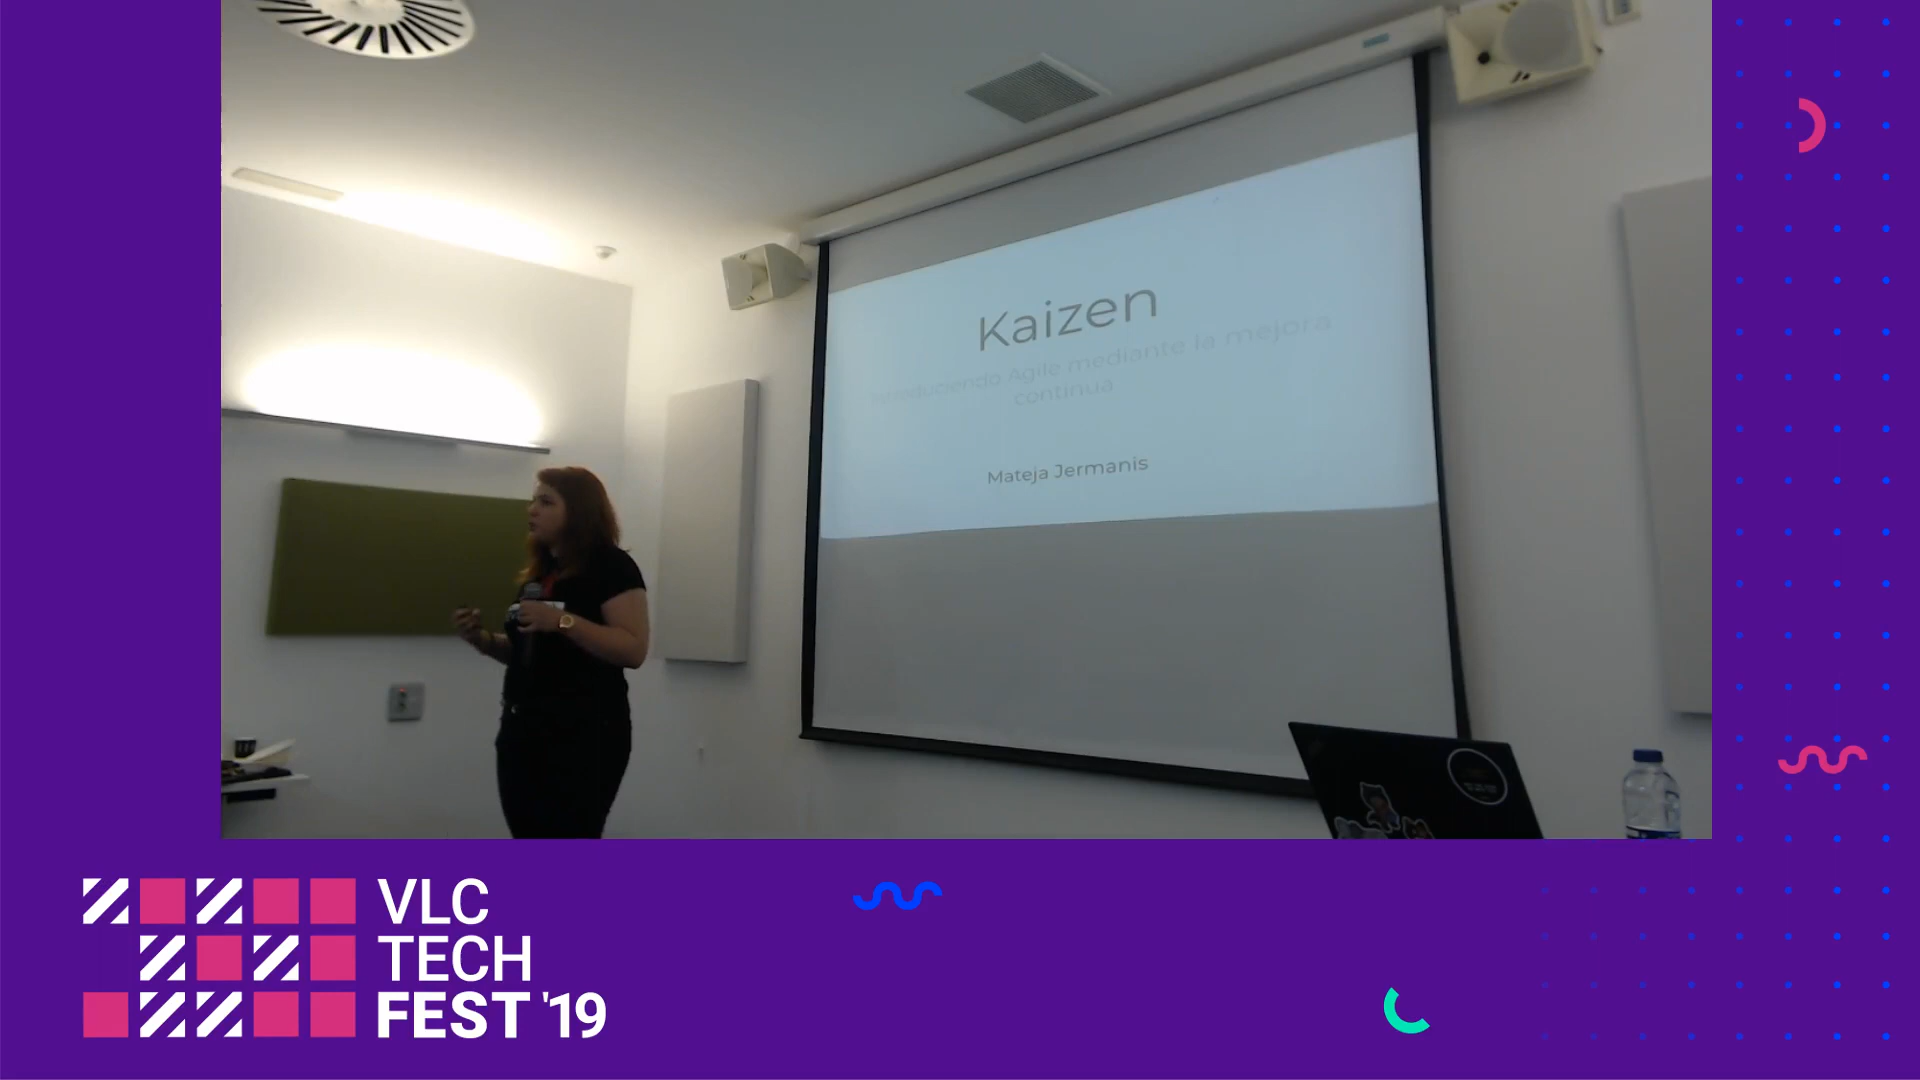 Kaizen
Introduciendo Agile mediante la mejora
continua
Mateja Jermanis
VLC
TECH
FEST '19